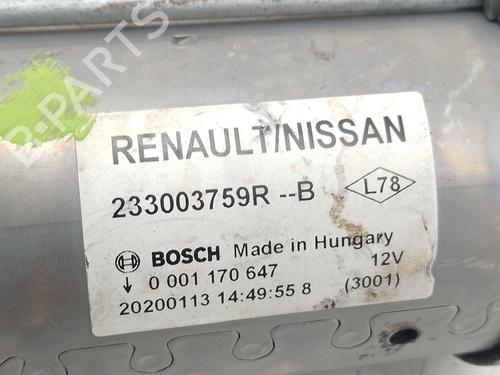 B-PARTS
RENAULT/NISSAN
233003759R --B L78
BOSCH Made in Hungary
0 001 170 647 12V
20200113 14:49:55 8 (3001)